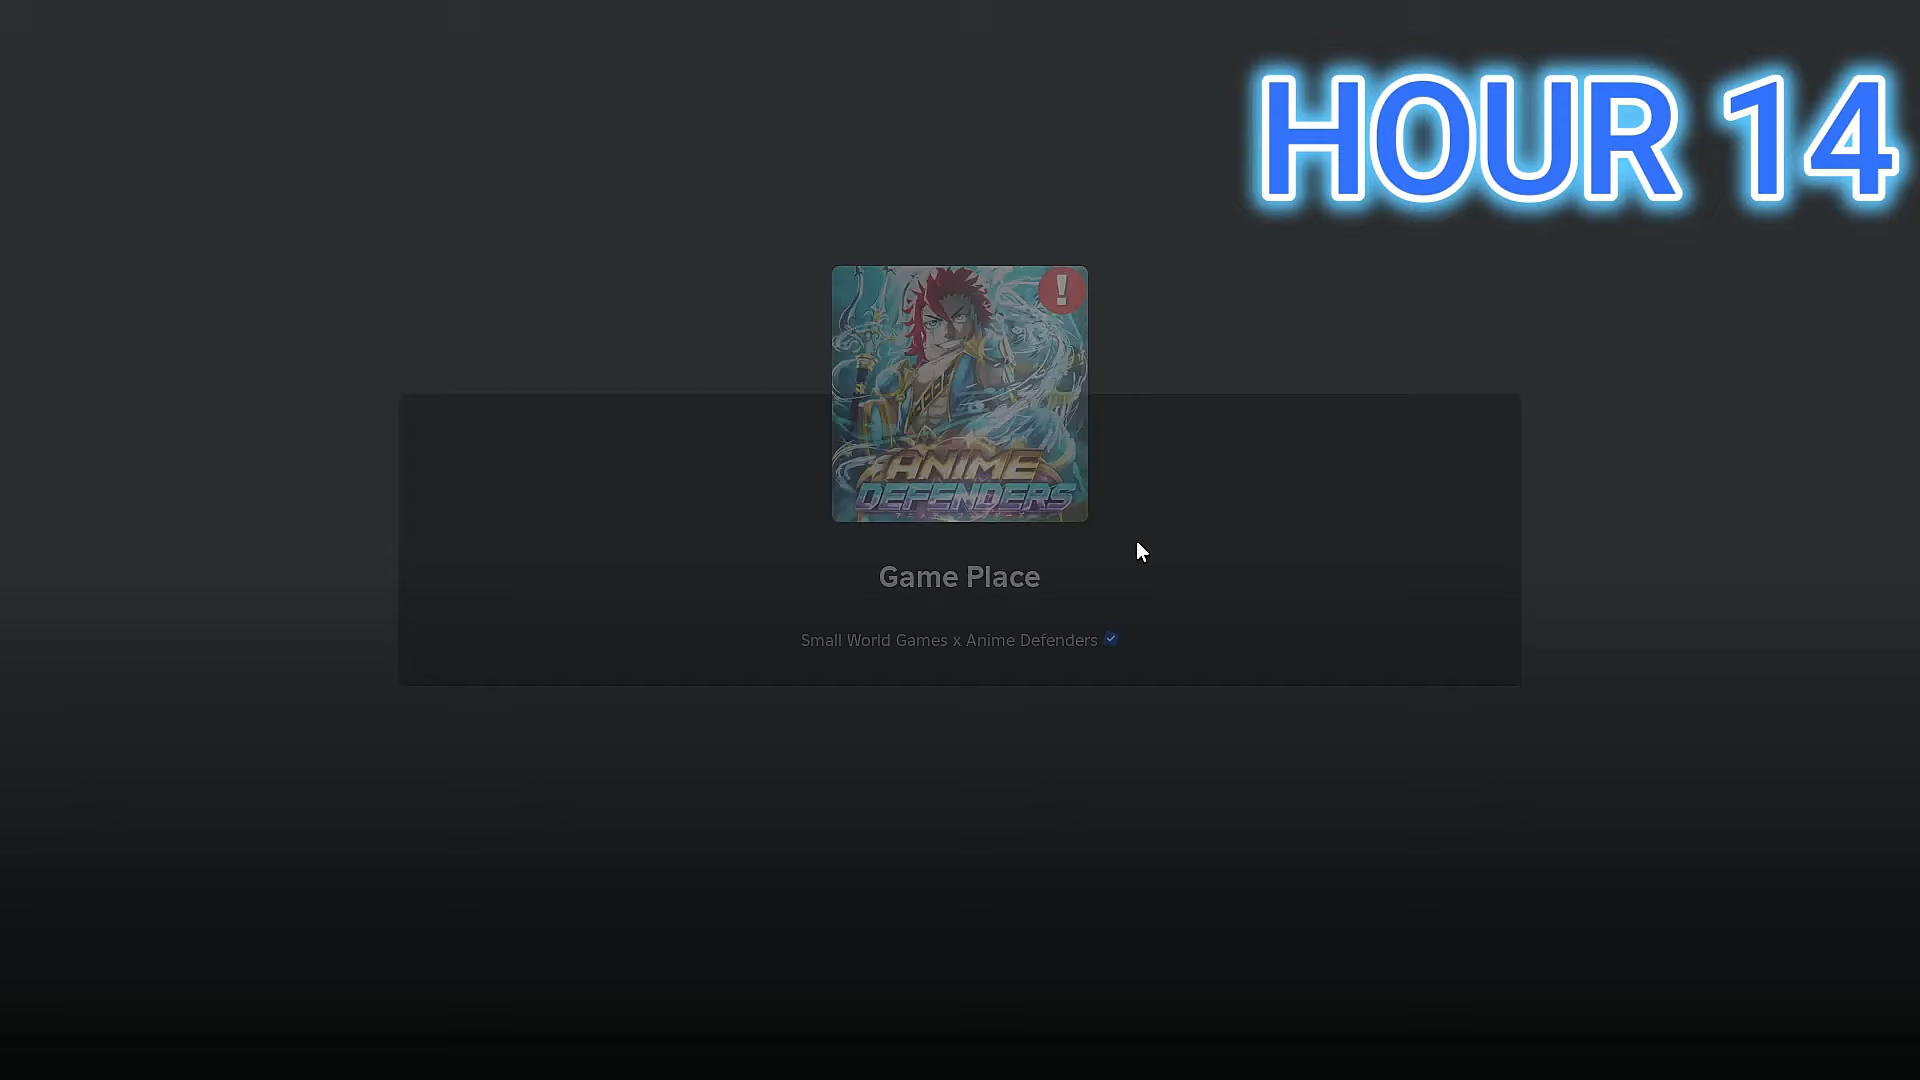 HOUR 14
!
ANIME
DEFENDERS
Game Place
Small World Games x Anime Defenders